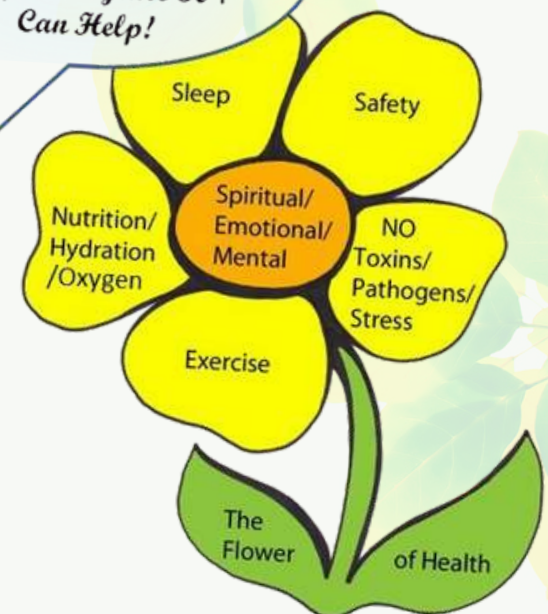 Can Help!
Sleep
Safety
Spiritual/
Emotional/
Mental
Nutrition/
Hydration
/Oxygen
NO
Toxins/
Pathogens/
Stress
Exercise
The
Flower
of Health